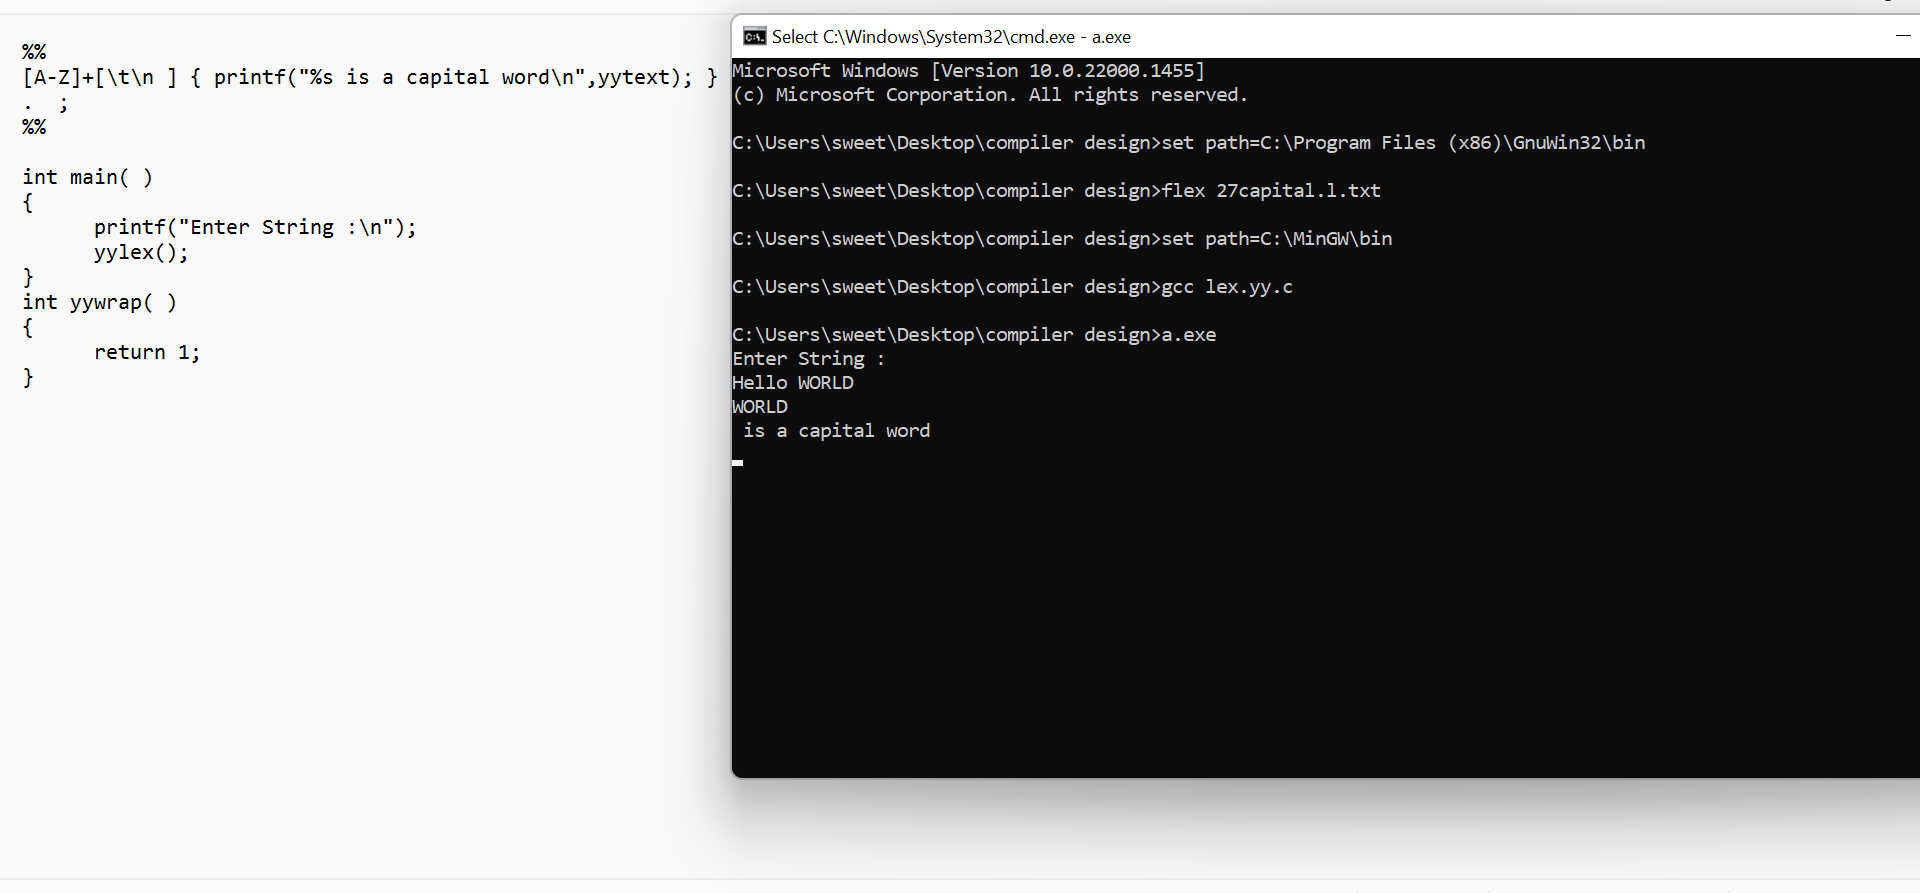 %%
[A-Z]+[\t\n ] { printf("%s is a capital word\n",yytext); }
.  ;
%%
int main( )
{
printf("Enter String :\n");
yylex();
}
int yywrap( )
{
return 1;
}
Select C:\Windows\System32\cmd.exe - a.exe
Microsoft Windows [Version 10.0.22000.1455]
(c) Microsoft Corporation. All rights reserved.
C:\Users\sweet\Desktop\compiler design>set path=C:\Program Files (x86)\GnuWin32\bin
C:\Users\sweet\Desktop\compiler design>flex 27capital.l.txt
C:\Users\sweet\Desktop\compiler design>set path=C:\MinGW\bin
C:\Users\sweet\Desktop\compiler design>gcc lex.yy.c
C:\Users\sweet\Desktop\compiler design>a.exe
Enter String :
Hello WORLD
WORLD
is a capital word